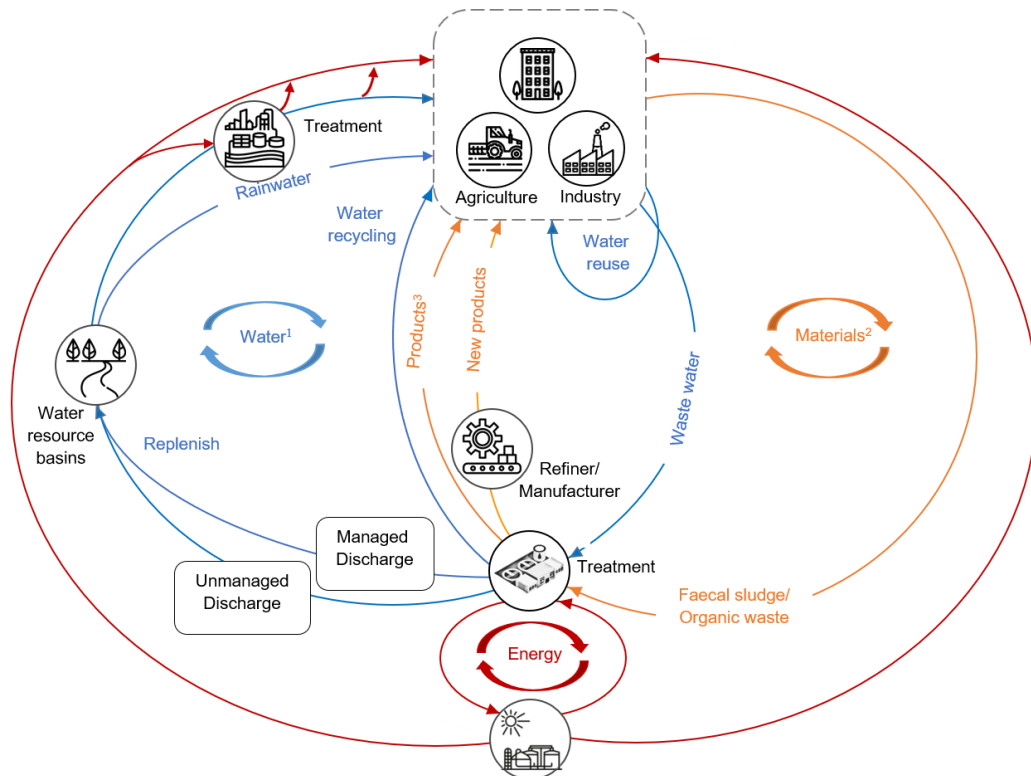 Treatment
Rainwater
Agriculture
Industry
Water
recycling
Water
reuse
Products³
New products
Water¹
Materials²
Waste water
Water
resource
basins
Replenish
Refiner/
Manufacturer
Managed
Discharge
Unmanaged
Discharge
Treatment
Faecal sludge/
Organic waste
Energy